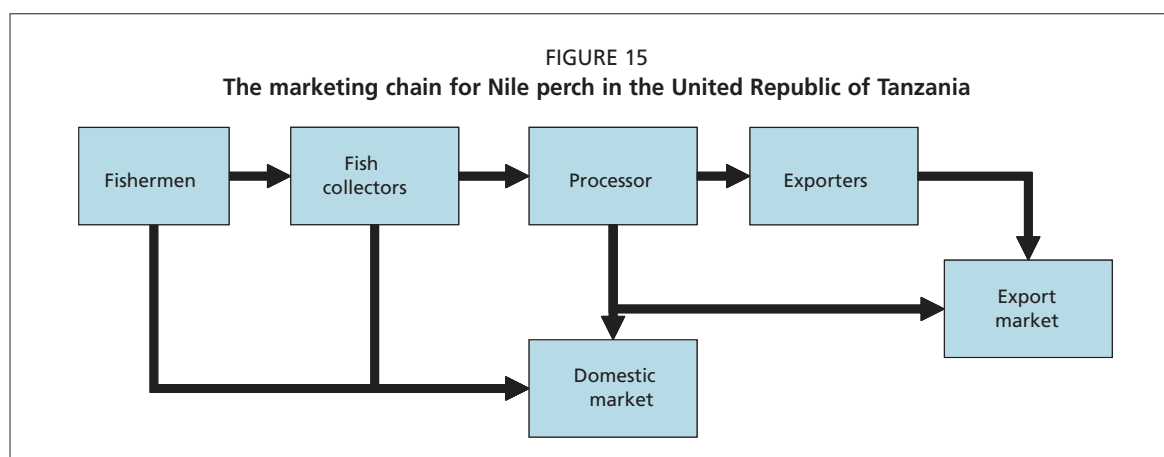 FIGURE 15
The marketing chain for Nile perch in the United Republic of Tanzania
Fishermen
Fish
collectors
Processor
Exporters
Export
market
Domestic
market